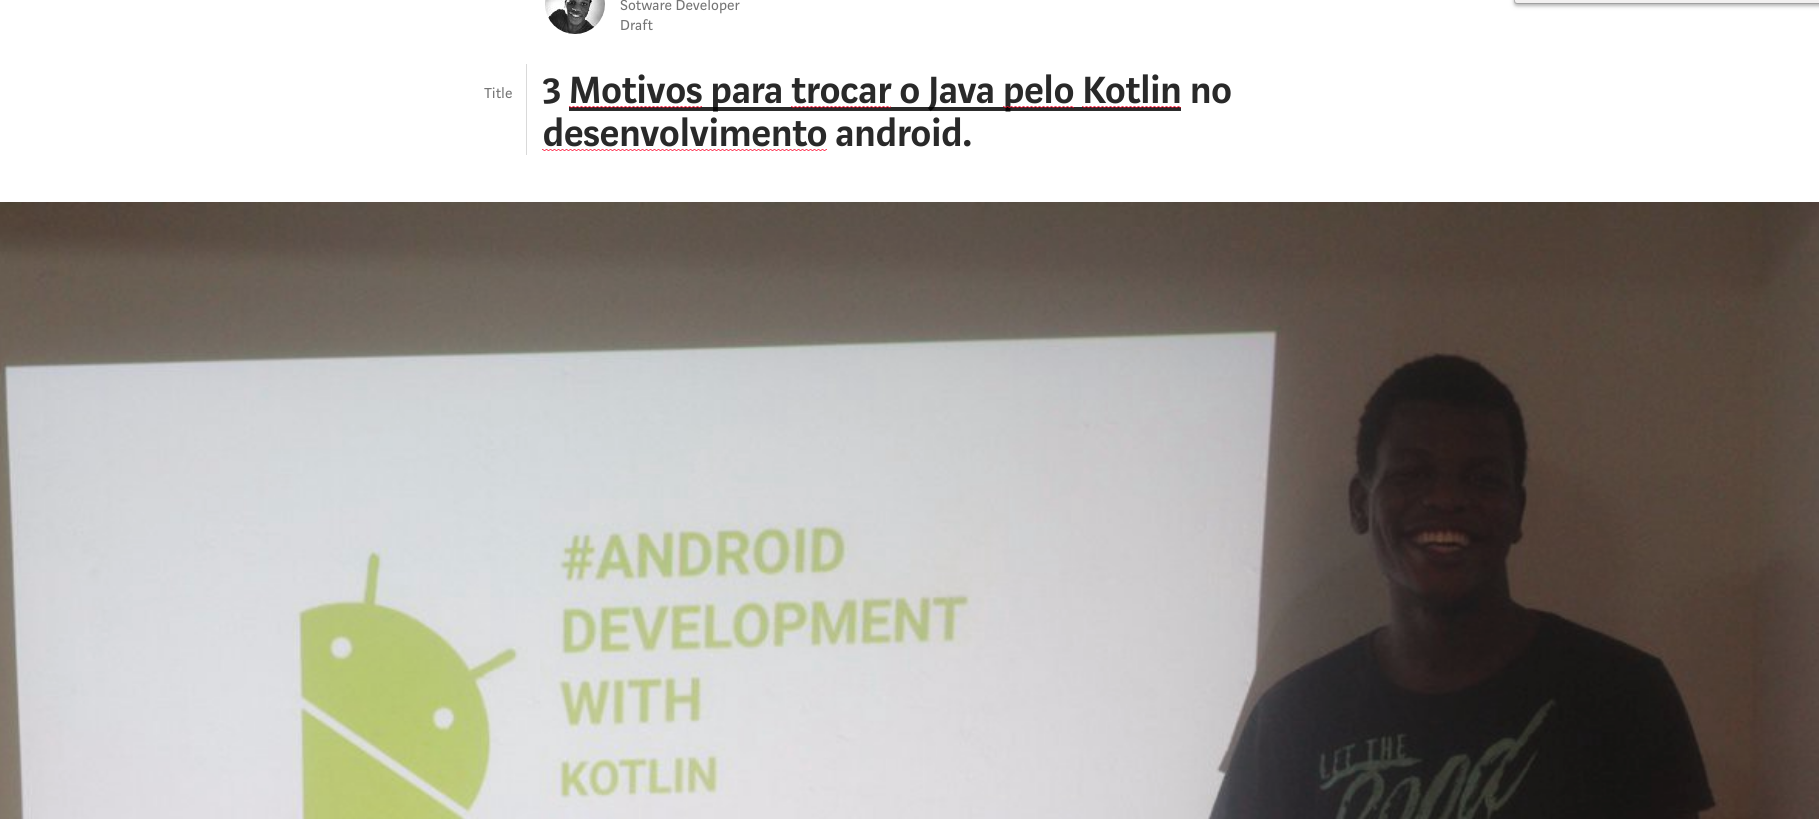 Sotware Developer
Draft
Title
3 Motivos para trocar o Java pelo Kotlin no
desenvolvimento android.
#ANDROID
DEVELOPMENT
WITH
KOTLIN
LET THE
Road